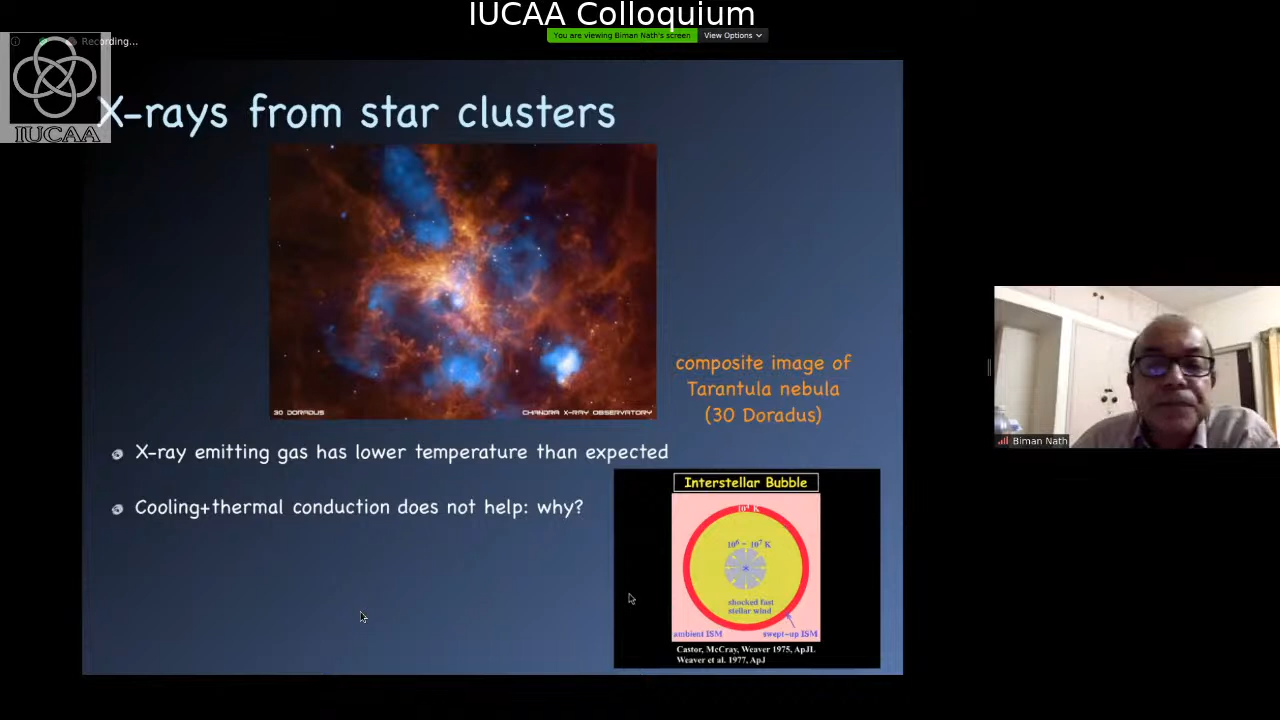 IUCAA Colloquium
You are viewing Biman Nath's screen
View Options
Recording...
IUCAA
X-rays from star clusters
30 DORADUS
CHANDRA X-RAY OBSERVATORY
composite image of
Tarantula nebula
(30 Doradus)
Biman Nath
X-ray emitting gas has lower temperature than expected
Cooling+thermal conduction does not help: why?
Interstellar Bubble
10⁴ K
10⁶ - 10⁷ K
shocked fast
stellar wind
ambient ISM
swept-up ISM
Castor, McCray, Weaver 1975, ApJL
Weaver et al. 1977, ApJ